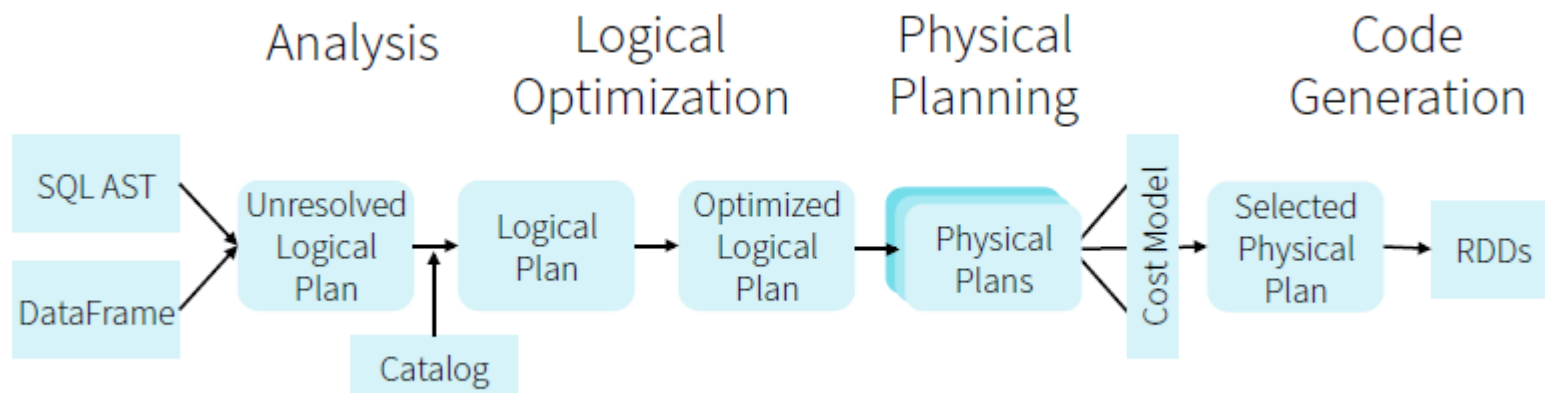 Analysis
Logical
Optimization
Physical
Planning
Code
Generation
SQL AST
DataFrame
Unresolved
Logical
Plan
Catalog
Logical
Plan
Optimized
Logical
Plan
Physical
Plans
Cost Model
Selected
Physical
Plan
RDDs